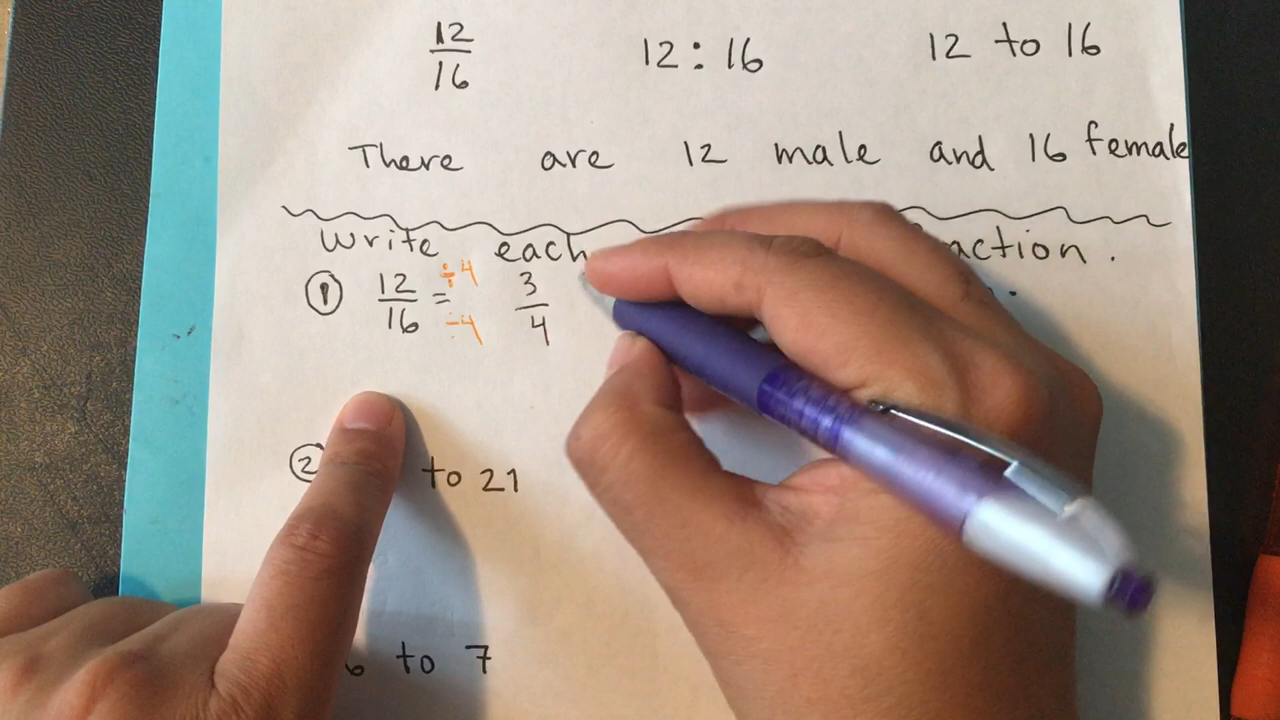 12/16 12:16 12 to 16
There are 12 male and 16 female
Write each
① 12/16 = ÷4/÷4 3/4
② to 21
to 7